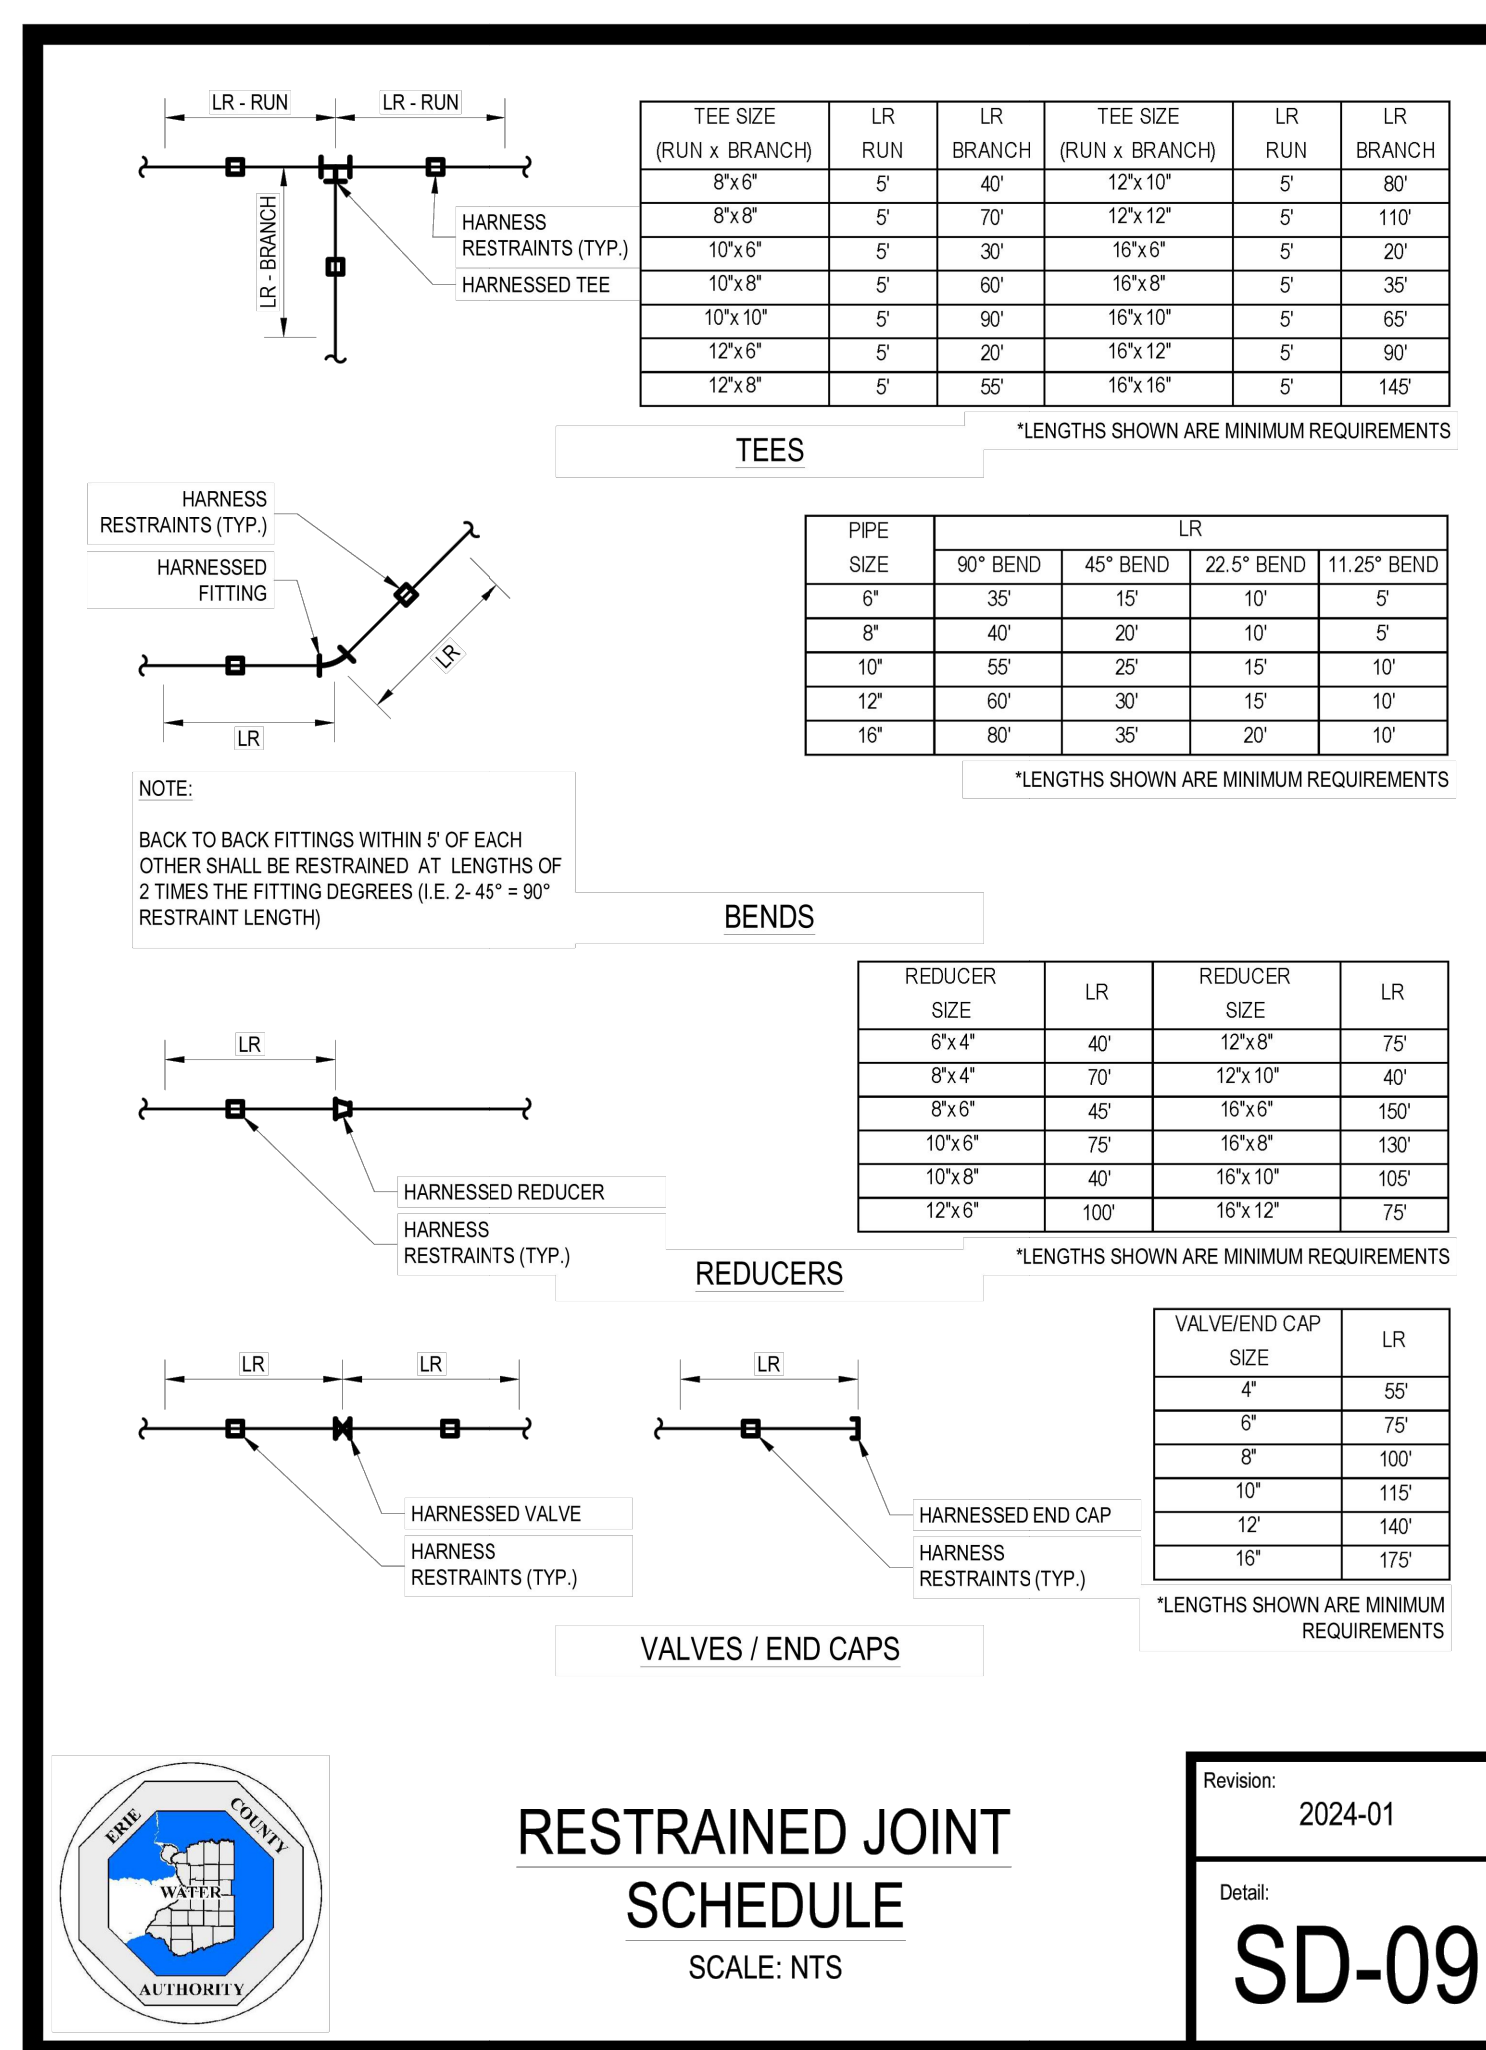 LR - RUN LR - RUN
LR - BRANCH
HARNESS
RESTRAINTS (TYP.)
HARNESSED TEE
TEE SIZE LR LR TEE SIZE LR LR
(RUN x BRANCH) RUN BRANCH (RUN x BRANCH) RUN BRANCH
8"x 6" 5' 40' 12"x 10" 5' 80'
8"x 8" 5' 70' 12"x 12" 5' 110'
10"x 6" 5' 30' 16"x 6" 5' 20'
10"x 8" 5' 60' 16"x 8" 5' 35'
10"x 10" 5' 90' 16"x 10" 5' 65'
12"x 6" 5' 20' 16"x 12" 5' 90'
12"x 8" 5' 55' 16"x 16" 5' 145'
*LENGTHS SHOWN ARE MINIMUM REQUIREMENTS
TEES
HARNESS
RESTRAINTS (TYP.)
HARNESSED
FITTING
LR
LR
PIPE LR
SIZE 90° BEND 45° BEND 22.5° BEND 11.25° BEND
6" 35' 15' 10' 5'
8" 40' 20' 10' 5'
10" 55' 25' 15' 10'
12" 60' 30' 15' 10'
16" 80' 35' 20' 10'
*LENGTHS SHOWN ARE MINIMUM REQUIREMENTS
NOTE:
BACK TO BACK FITTINGS WITHIN 5' OF EACH
OTHER SHALL BE RESTRAINED AT LENGTHS OF
2 TIMES THE FITTING DEGREES (I.E. 2- 45° = 90°
RESTRAINT LENGTH)
BENDS
LR
HARNESSED REDUCER
HARNESS
RESTRAINTS (TYP.)
REDUCER LR REDUCER LR
SIZE SIZE
6"x 4" 40' 12"x 8" 75'
8"x 4" 70' 12"x 10" 40'
8"x 6" 45' 16"x 6" 150'
10"x 6" 75' 16"x 8" 130'
10"x 8" 40' 16"x 10" 105'
12"x 6" 100' 16"x 12" 75'
*LENGTHS SHOWN ARE MINIMUM REQUIREMENTS
REDUCERS
LR LR
HARNESSED VALVE
HARNESS
RESTRAINTS (TYP.)
LR
HARNESSED END CAP
HARNESS
RESTRAINTS (TYP.)
VALVE/END CAP LR
SIZE
4" 55'
6" 75'
8" 100'
10" 115'
12' 140'
16" 175'
*LENGTHS SHOWN ARE MINIMUM
REQUIREMENTS
VALVES / END CAPS
ERIE COUNTY
WATER
AUTHORITY
RESTRAINED JOINT
SCHEDULE
SCALE: NTS
Revision:
2024-01
Detail:
SD-09